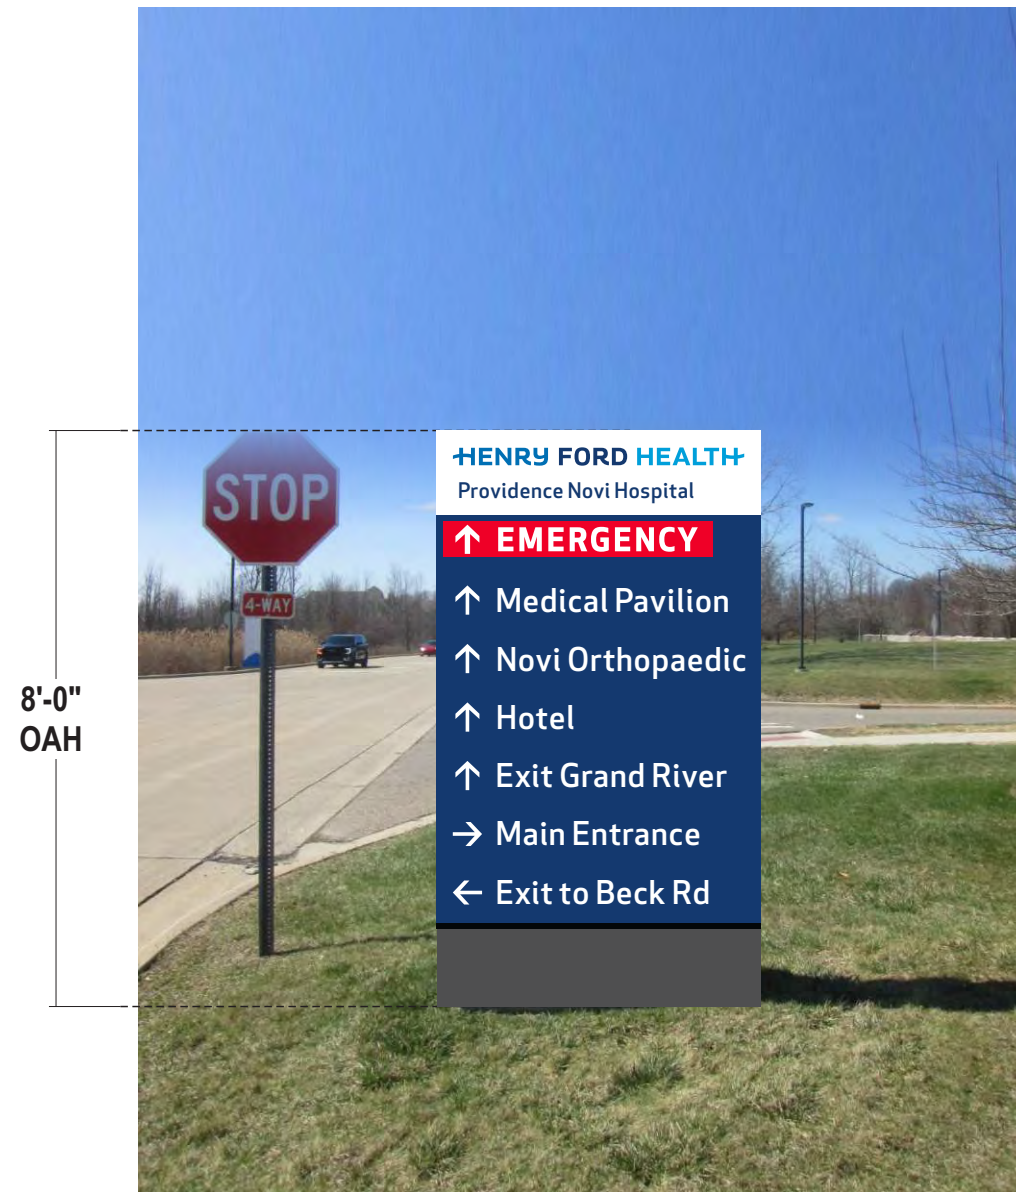 STOP
4-WAY
8'-0"
OAH
HENRY FORD HEALTH
Providence Novi Hospital
↑ EMERGENCY
↑ Medical Pavilion
↑ Novi Orthopaedic
↑ Hotel
↑ Exit Grand River
→ Main Entrance
← Exit to Beck Rd